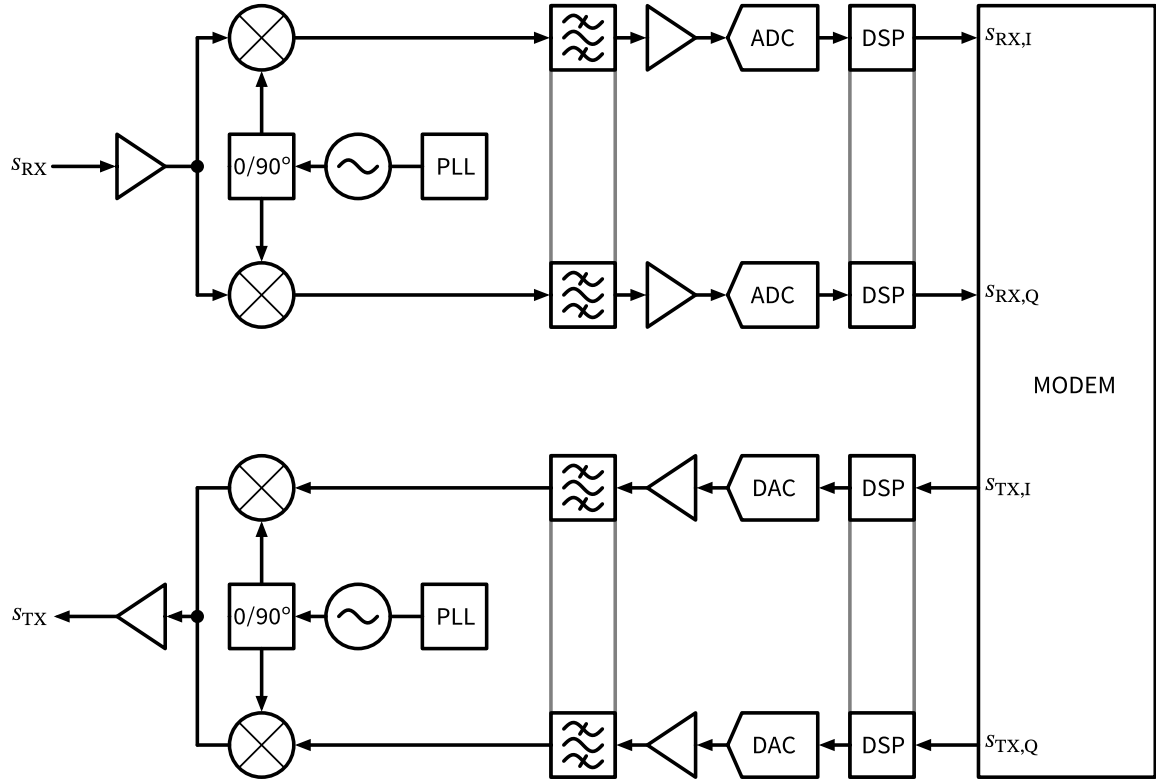 ADC DSP s_RX,I
s_RX 0/90° PLL
ADC DSP s_RX,Q
MODEM
DAC DSP s_TX,I
s_TX 0/90° PLL
DAC DSP s_TX,Q